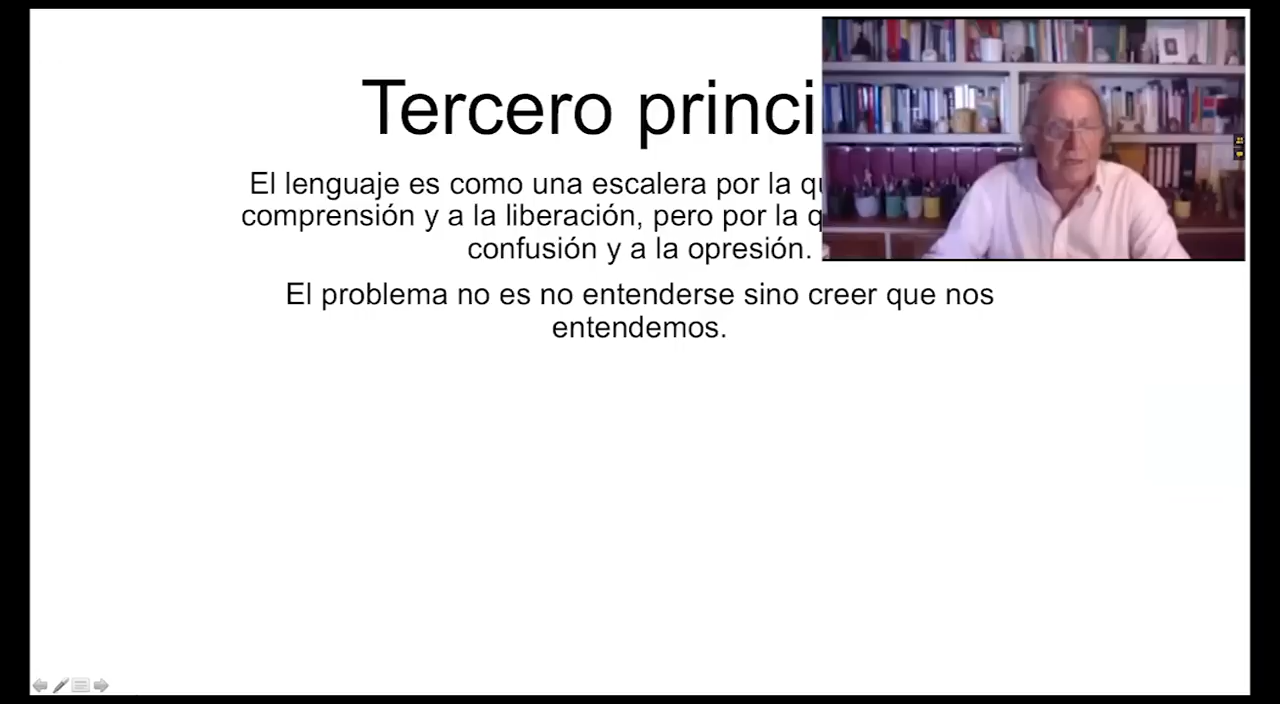 Tercero princi
El lenguaje es como una escalera por la qu
comprensión y a la liberación, pero por la q
confusión y a la opresión.
El problema no es no entenderse sino creer que nos
entendemos.